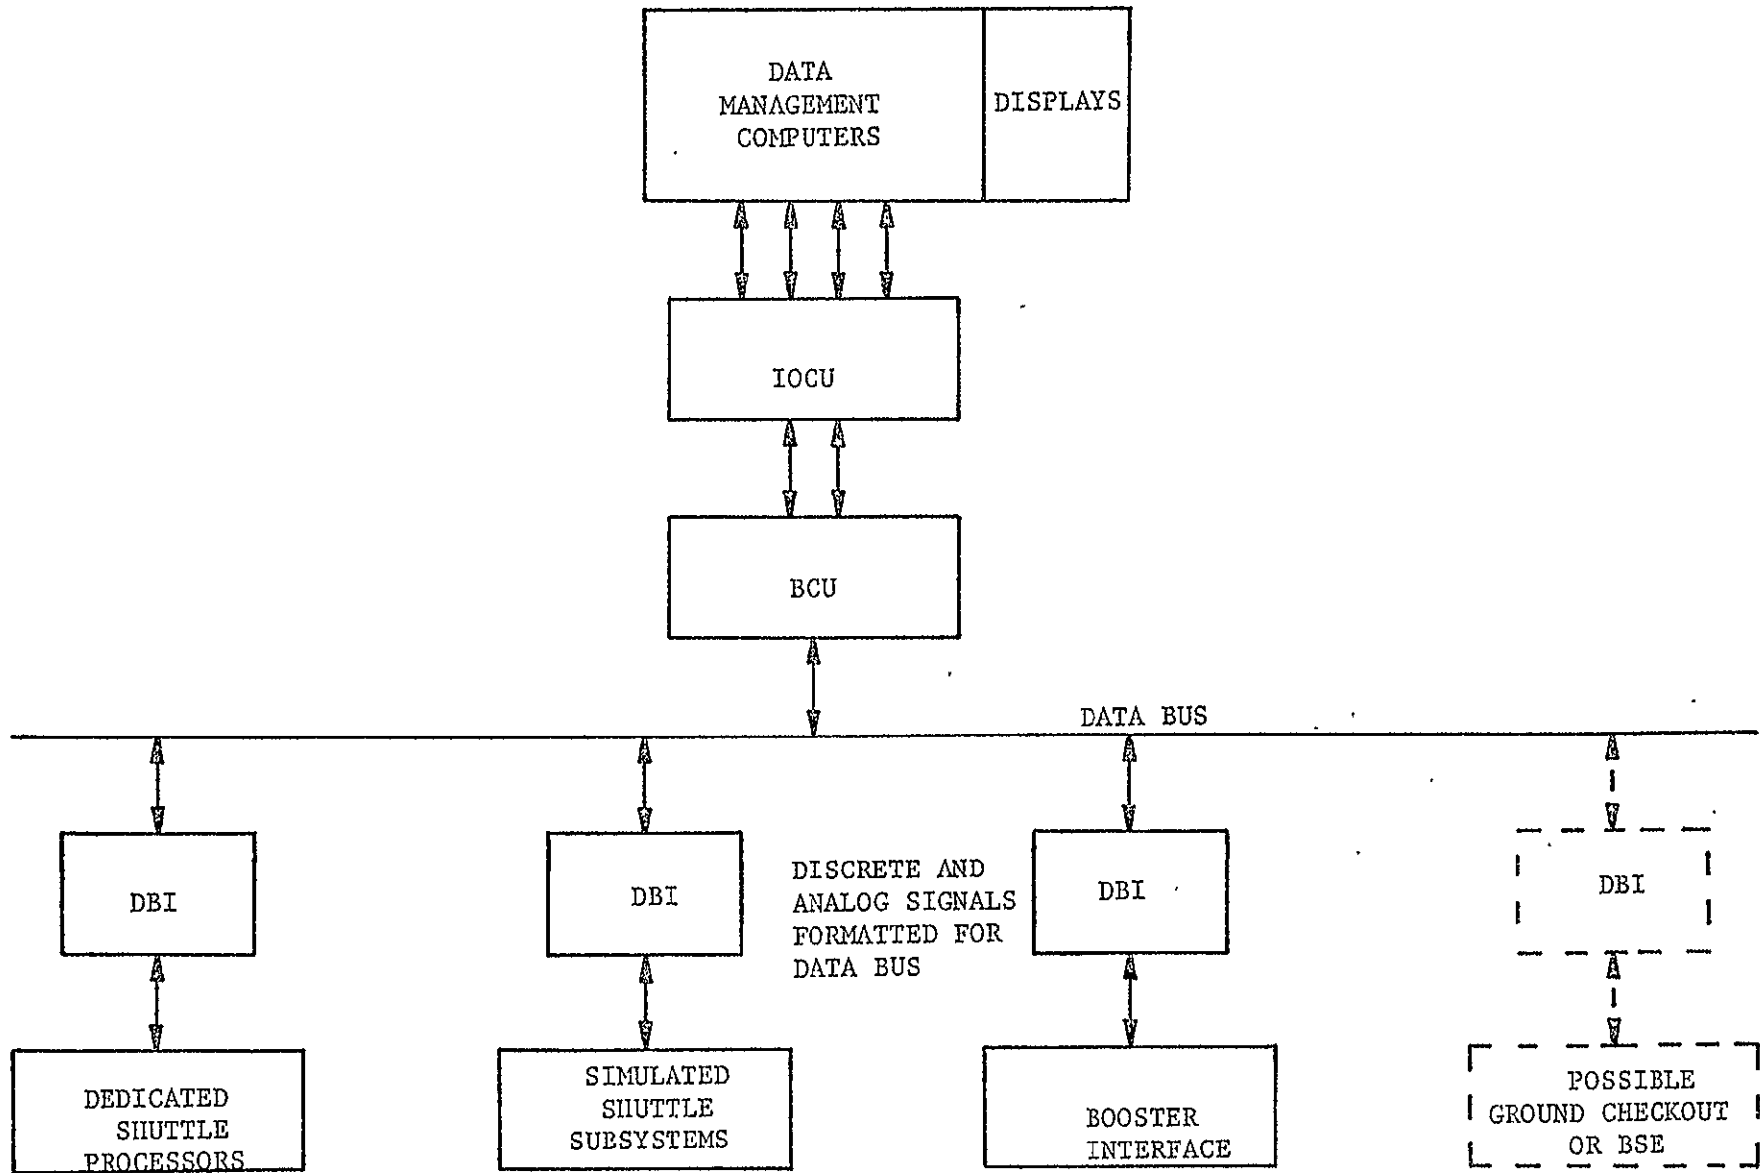 DATA
MANAGEMENT
COMPUTERS
DISPLAYS
IOCU
BCU
DATA BUS
DBI
DBI
DISCRETE AND
ANALOG SIGNALS
FORMATTED FOR
DATA BUS
DBI
DBI
DEDICATED
SHUTTLE
PROCESSORS
SIMULATED
SHUTTLE
SUBSYSTEMS
BOOSTER
INTERFACE
POSSIBLE
GROUND CHECKOUT
OR BSE